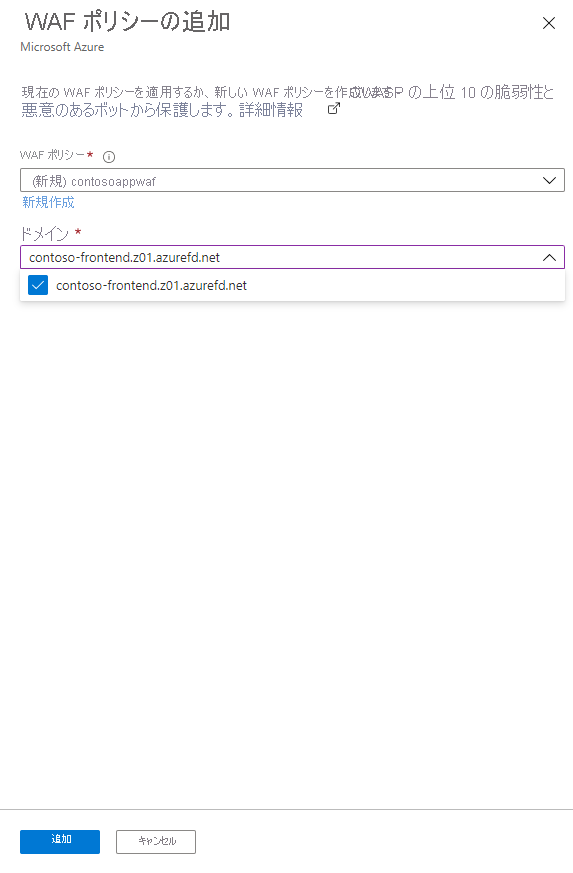 WAF ポリシーの追加
Microsoft Azure
現在の WAF ポリシーを適用するか、新しい WAF ポリシーを作成します OWASP の上位 10 の脆弱性と
悪意のあるボットから保護します。詳細情報
WAF ポリシー*
(新規) contosoappwaf
新規作成
ドメイン *
contoso-frontend.z01.azurefd.net
contoso-frontend.z01.azurefd.net
追加
キャンセル